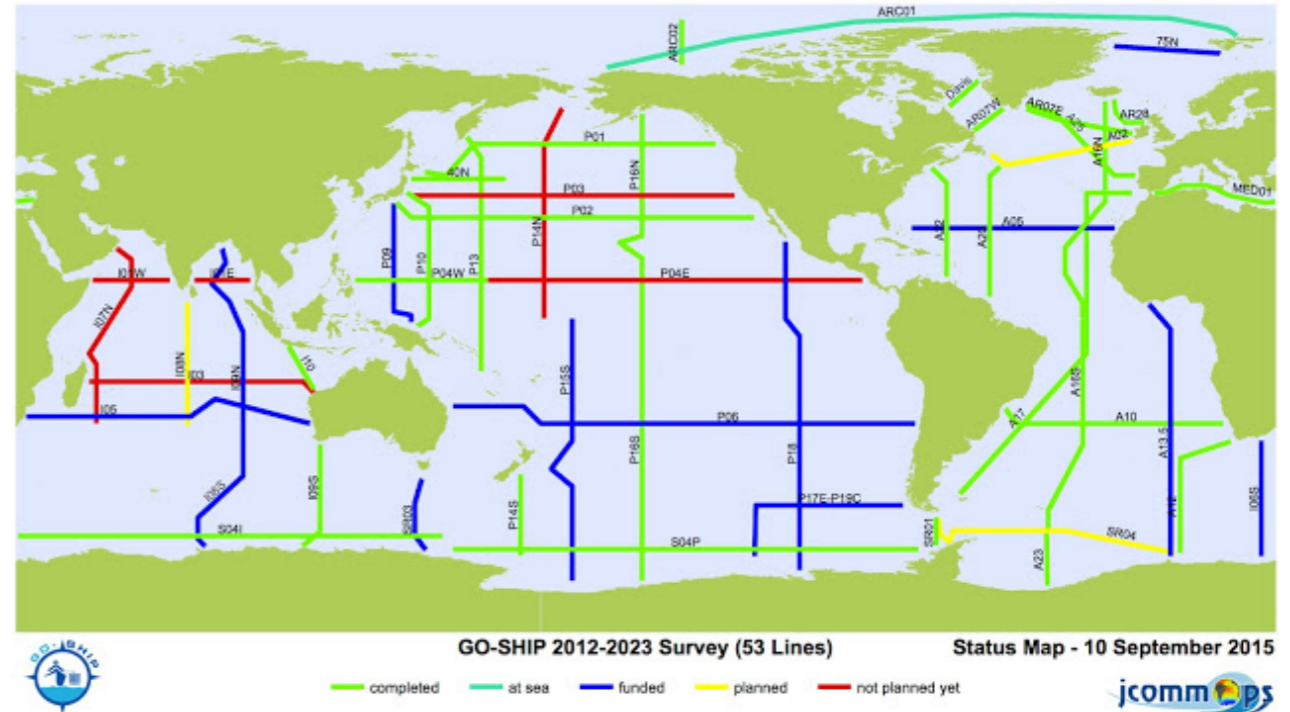 ARC01
ARC02
75N
Davis
AR07W
AR07E
A25
AR28
A02
A16N
MED01
P01
40N
P16N
P03
P02
P14N
A22
A20
A05
P09
P10
P04W
P13
P04E
I01W
I01E
I07N
I08N
I10
I03
I09N
P15S
A16S
I05
P06
A17
A10
P16S
P18
A13.5
I09S
P14S
P17E-P19C
SR03
A12
I06S
S04I
S04P
SR01
SR04
A23
GO-SHIP 2012-2023 Survey (53 Lines)
Status Map - 10 September 2015
GO-SHIP
completed
at sea
funded
planned
not planned yet
jcommops